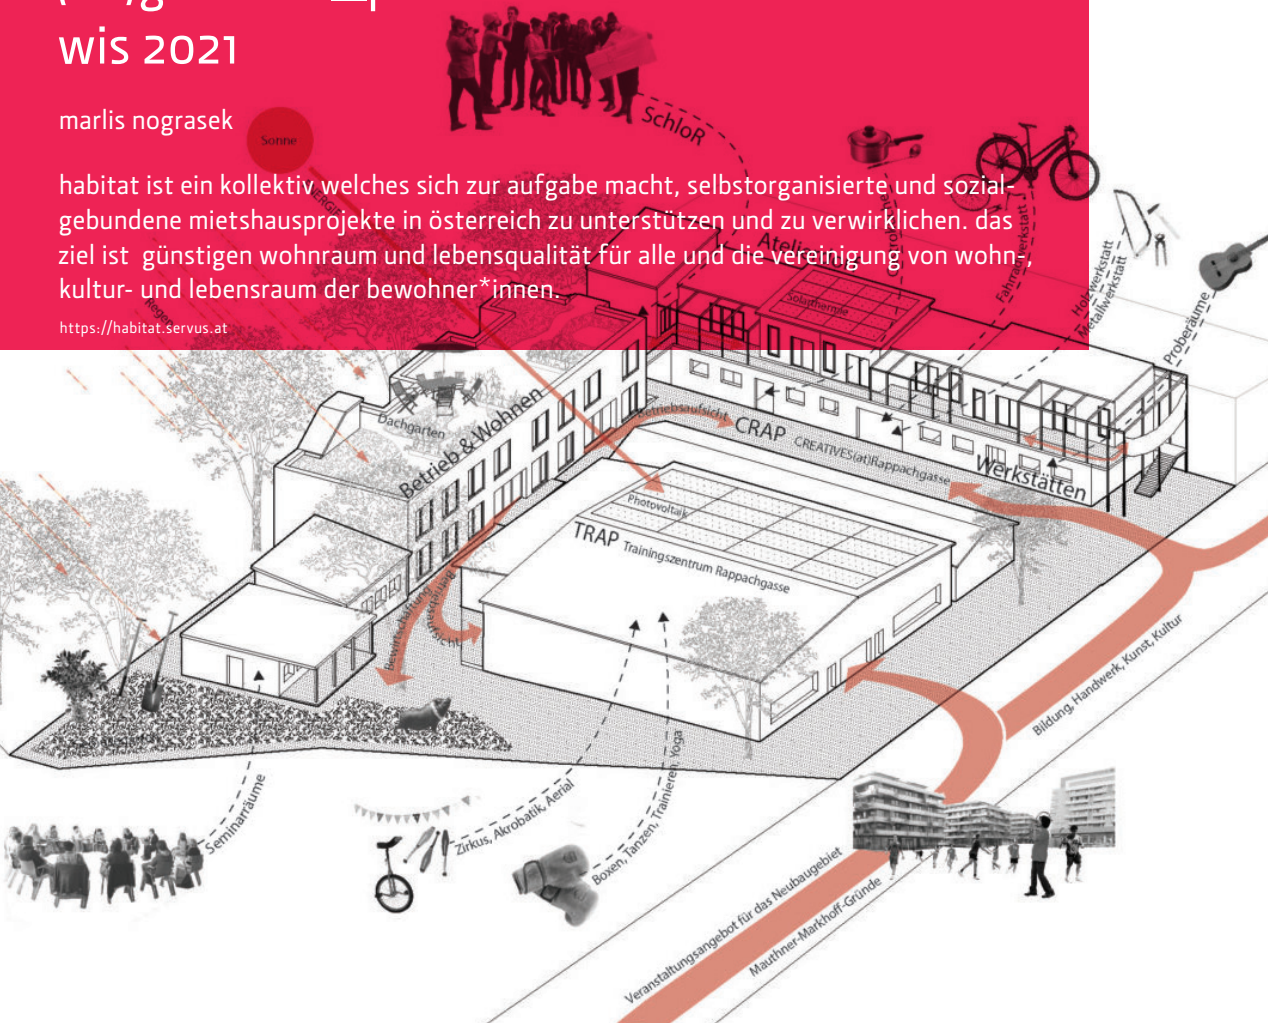 wis 2021
marlis nograsek
Sonne
SchloR
habitat ist ein kollektiv welches sich zur aufgabe macht, selbstorganisierte und sozial-
gebundene mietshausprojekte in österreich zu unterstützen und zu verwirklichen. das
ziel ist günstigen wohnraum und lebensqualität für alle und die vereinigung von wohn-,
kultur- und lebensraum der bewohner*innen.
https://habitat.servus.at
Regen
Solarthermie
Holzwerkstatt
Metallwerkstatt
Proberäume
Dachgarten
Betrieb & Wohnen
Betriebsaufsicht
CRAP CREATIVES(at)Rappachgasse
Werkstätten
Photovoltaik
TRAP Trainingszentrum Rappachgasse
Bewirtschaftung
Betriebsaufsicht
Bildung, Handwerk, Kunst, Kultur
Seminarräume
Zirkus, Akrobatik, Aerial
Boxen, Tanzen, Trainieren, Yoga
Veranstaltungsangebot für das Neubaugebiet
Mauthner-Markhoff-Gründe